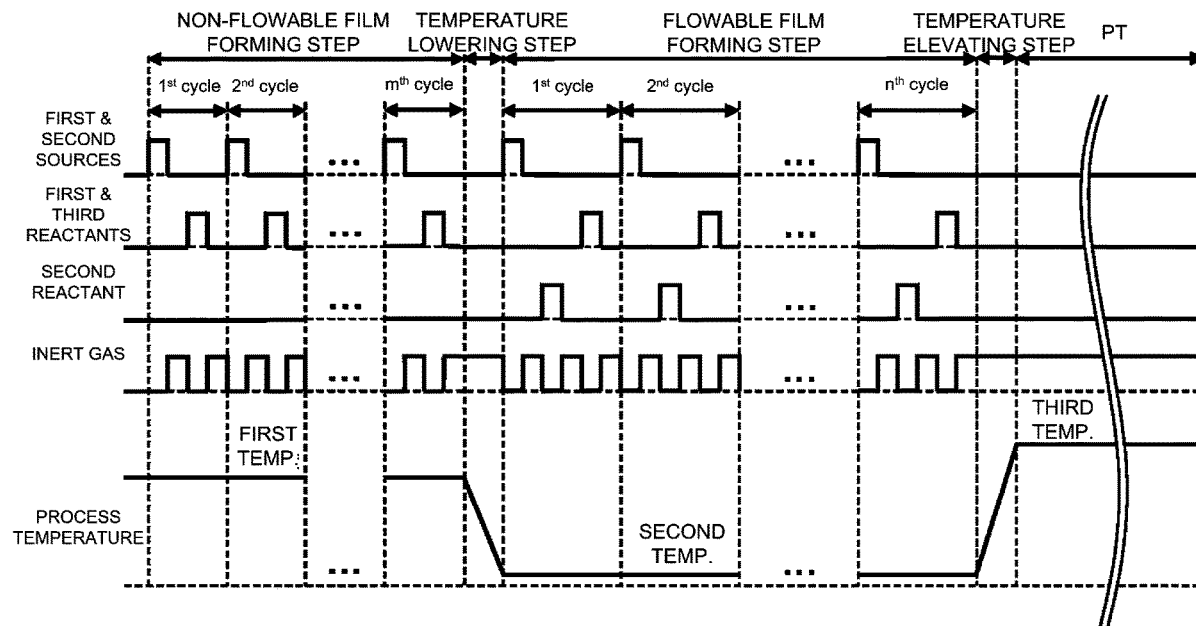 NON-FLOWABLE FILM
FORMING STEP
TEMPERATURE
LOWERING STEP
FLOWABLE FILM
FORMING STEP
TEMPERATURE
ELEVATING STEP
PT
1st cycle
2nd cycle
mth cycle
1st cycle
2nd cycle
nth cycle
FIRST &
SECOND
SOURCES
...
...
FIRST &
THIRD
REACTANTS
...
...
SECOND
REACTANT
...
...
INERT GAS
...
...
FIRST
TEMP.
THIRD
TEMP.
PROCESS
TEMPERATURE
SECOND
TEMP.
...
...